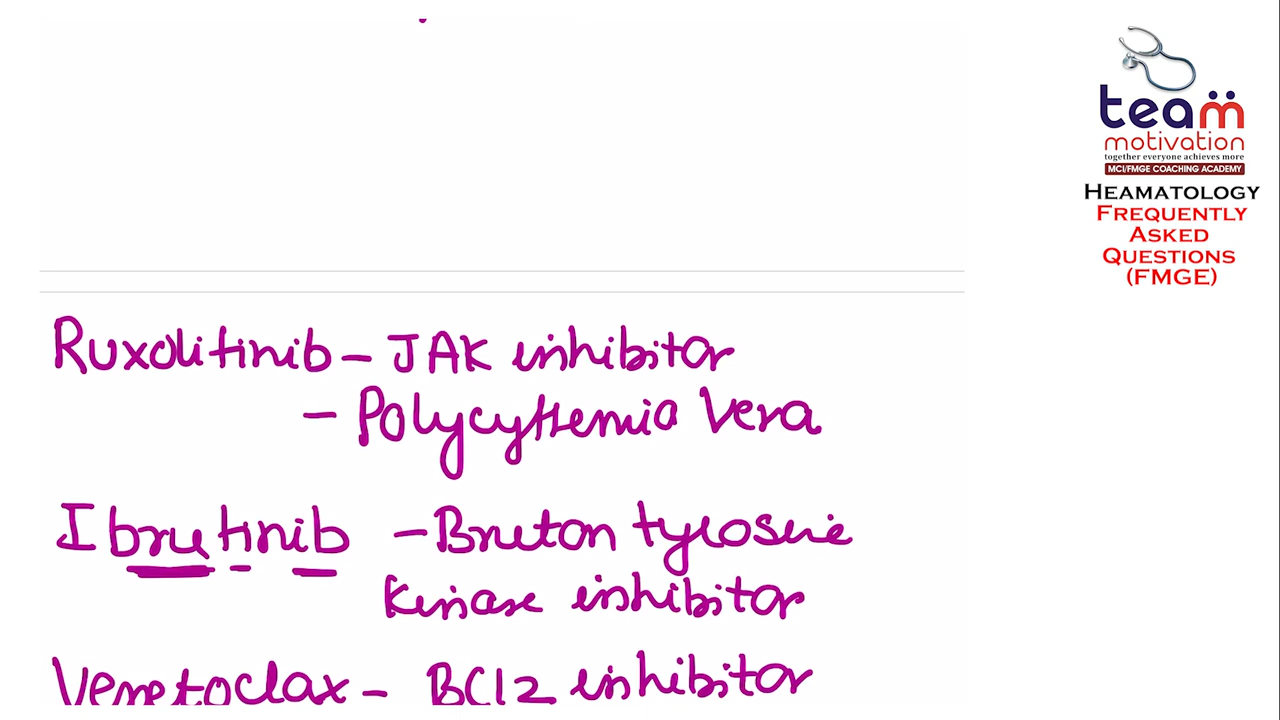 team
motivation
together everyone achieves more
MCI/FMGE COACHING ACADEMY
HEAMATOLOGY
FREQUENTLY
ASKED
QUESTIONS
(FMGE)
Ruxolitinib - JAK inhibitor
- Polycythemia Vera
Ibrutinib - Bruton tyrosine
kinase inhibitor
Venetoclax - BCl2 inhibitor